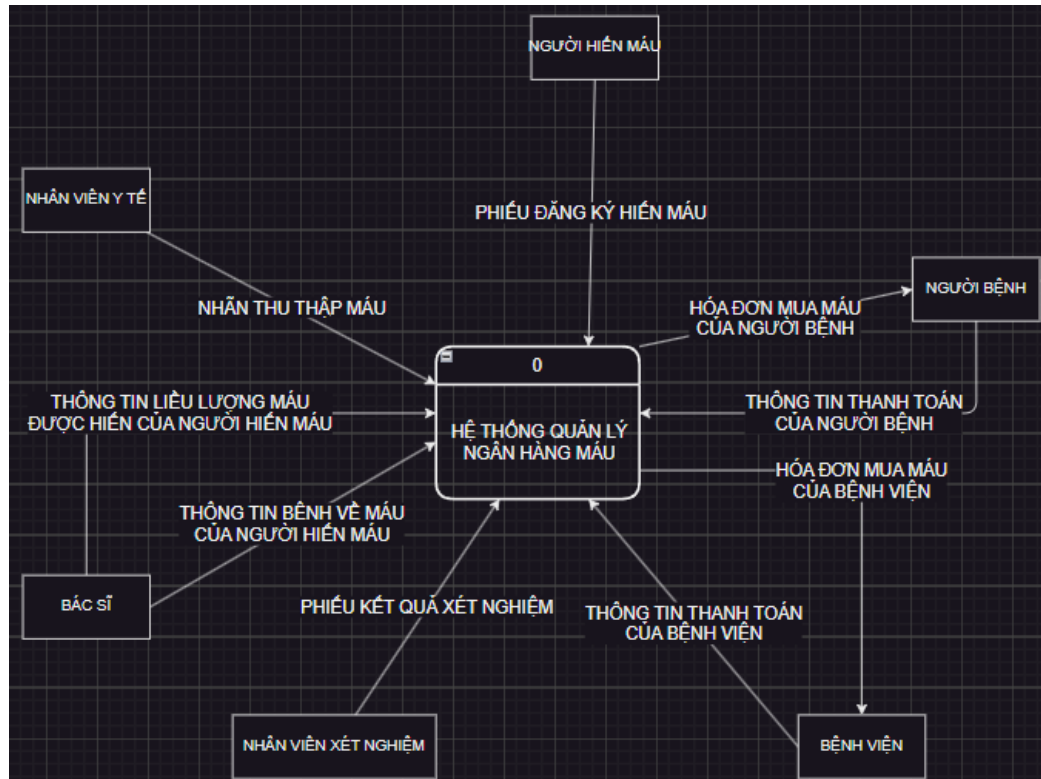 NGƯỜI HIẾN MÁU
NHÂN VIÊN Y TẾ
PHIẾU ĐĂNG KÝ HIẾN MÁU
NGƯỜI BỆNH
NHÃN THU THẬP MÁU
HÓA ĐƠN MUA MÁU
CỦA NGƯỜI BỆNH
0
THÔNG TIN LIỀU LƯỢNG MÁU
ĐƯỢC HIẾN CỦA NGƯỜI HIẾN MÁU
THÔNG TIN THANH TOÁN
CỦA NGƯỜI BỆNH
HỆ THỐNG QUẢN LÝ
NGÂN HÀNG MÁU
HÓA ĐƠN MUA MÁU
CỦA BỆNH VIỆN
THÔNG TIN BÊNH VỀ MÁU
CỦA NGƯỜI HIẾN MÁU
BÁC SĨ
PHIẾU KẾT QUẢ XÉT NGHIỆM
THÔNG TIN THANH TOÁN
CỦA BỆNH VIỆN
NHÂN VIÊN XÉT NGHIỆM
BỆNH VIỆN